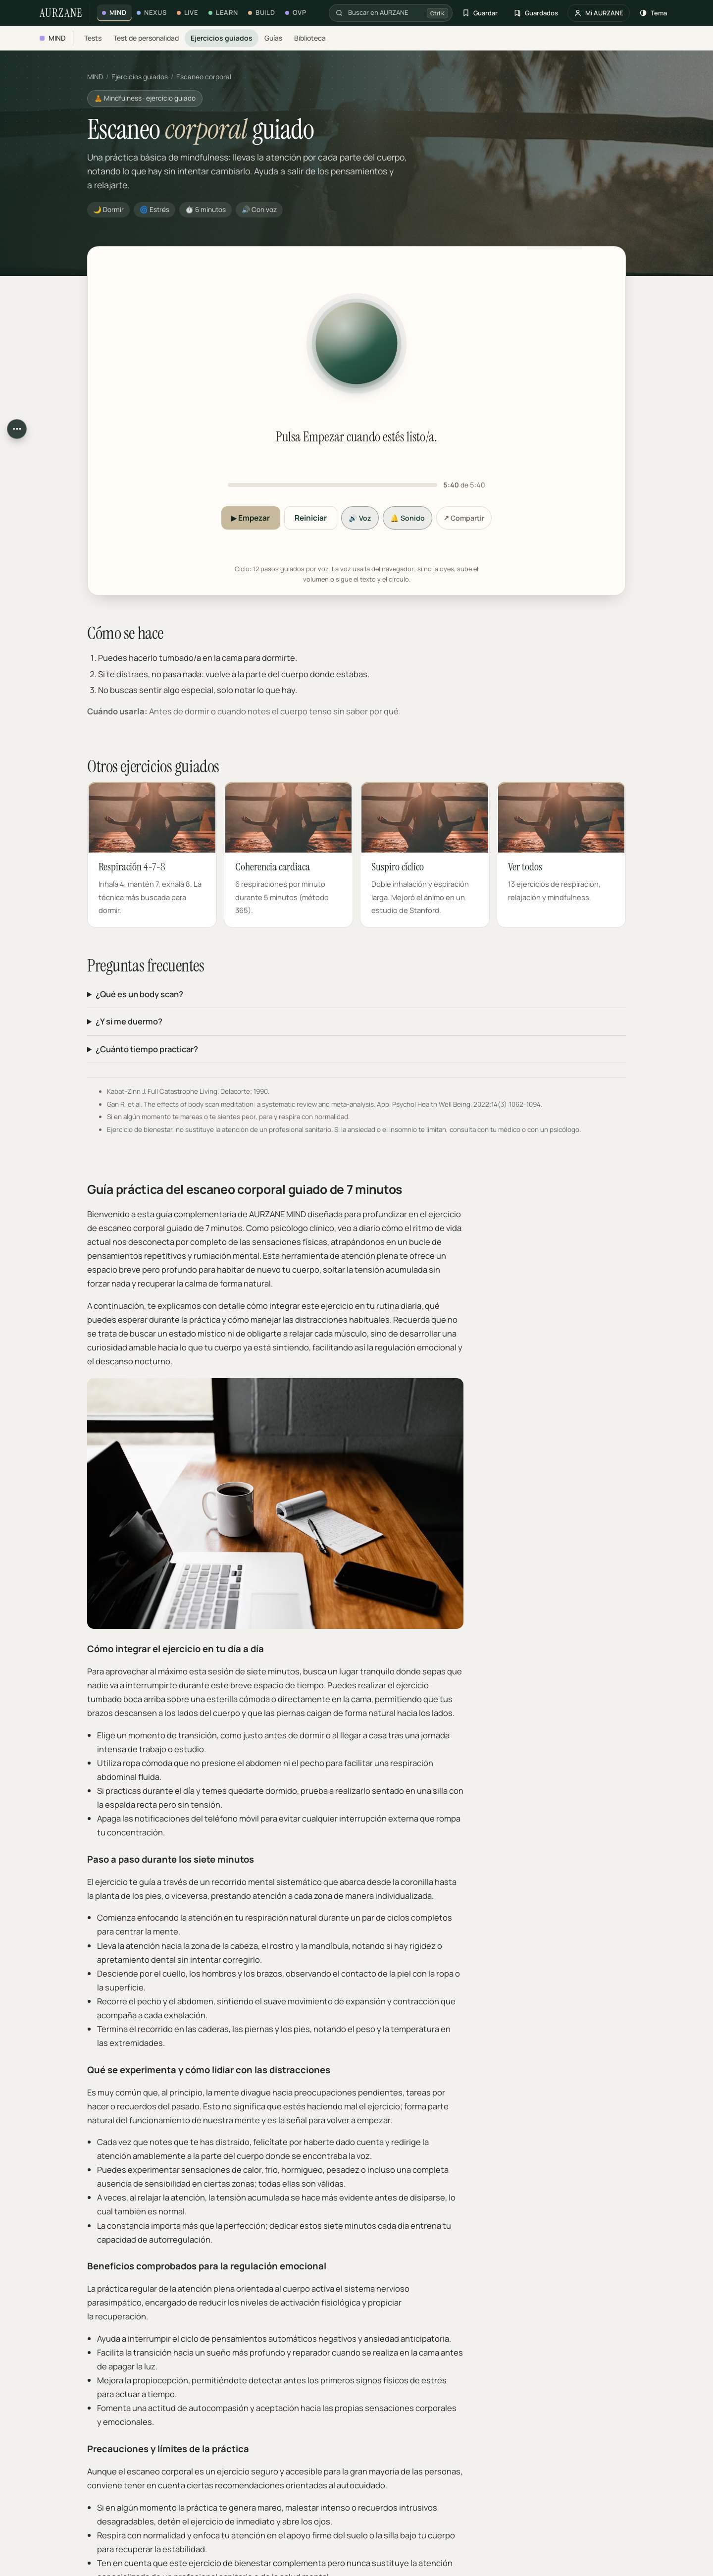 AURZANE
MIND
NEXUS
LIVE
LEARN
BUILD
OVP
Buscar en AURZANE
Ctrl K
Guardar
Guardados
Mi AURZANE
Tema
MIND
Tests
Test de personalidad
Ejercicios guiados
Guías
Biblioteca
MIND / Ejercicios guiados / Escaneo corporal
🧘 Mindfulness · ejercicio guiado
Escaneo corporal guiado
Una práctica básica de mindfulness: llevas la atención por cada parte del cuerpo,
notando lo que hay sin intentar cambiarlo. Ayuda a salir de los pensamientos y
a relajarte.
🌙 Dormir
🌀 Estrés
⏱️ 6 minutos
🔊 Con voz
Pulsa Empezar cuando estés listo/a.
5:40 de 5:40
▶ Empezar
Reiniciar
🔊 Voz
🔔 Sonido
↗ Compartir
Ciclo: 12 pasos guiados por voz. La voz usa la del navegador; si no la oyes, sube el
volumen o sigue el texto y el círculo.
Cómo se hace
1. Puedes hacerlo tumbado/a en la cama para dormirte.
2. Si te distraes, no pasa nada: vuelve a la parte del cuerpo donde estabas.
3. No buscas sentir algo especial, solo notar lo que hay.
Cuándo usarla: Antes de dormir o cuando notes el cuerpo tenso sin saber por qué.
Otros ejercicios guiados
Respiración 4-7-8
Inhala 4, mantén 7, exhala 8. La
técnica más buscada para
dormir.
Coherencia cardíaca
6 respiraciones por minuto
durante 5 minutos (método
365).
Suspiro cíclico
Doble inhalación y espiración
larga. Mejoró el ánimo en un
estudio de Stanford.
Ver todos
13 ejercicios de respiración,
relajación y mindfulness.
Preguntas frecuentes
▶ ¿Qué es un body scan?
▶ ¿Y si me duermo?
▶ ¿Cuánto tiempo practicar?
• Kabat-Zinn J. Full Catastrophe Living. Delacorte; 1990.
• Gan R, et al. The effects of body scan meditation: a systematic review and meta-analysis. Appl Psychol Health Well Being. 2022;14(3):1062-1094.
• Si en algún momento te mareas o te sientes peor, para y respira con normalidad.
• Ejercicio de bienestar, no sustituye la atención de un profesional sanitario. Si la ansiedad o el insomnio te limitan, consulta con tu médico o con un psicólogo.
Guía práctica del escaneo corporal guiado de 7 minutos
Bienvenido a esta guía complementaria de AURZANE MIND diseñada para profundizar en el ejercicio
de escaneo corporal guiado de 7 minutos. Como psicólogo clínico, veo a diario cómo el ritmo de vida
actual nos desconecta por completo de las sensaciones físicas, atrapándonos en un bucle de
pensamientos repetitivos y rumiación mental. Esta herramienta de atención plena te ofrece un
espacio breve pero profundo para habitar de nuevo tu cuerpo, soltar la tensión acumulada sin
forzar nada y recuperar la calma de forma natural.
A continuación, te explicamos con detalle cómo integrar este ejercicio en tu rutina diaria, qué
puedes esperar durante la práctica y cómo manejar las distracciones habituales. Recuerda que no
se trata de buscar un estado místico ni de obligarte a relajar cada músculo, sino de desarrollar una
curiosidad amable hacia lo que tu cuerpo ya está sintiendo, facilitando así la regulación emocional y
el descanso nocturno.
Cómo integrar el ejercicio en tu día a día
Para aprovechar al máximo esta sesión de siete minutos, busca un lugar tranquilo donde sepas que
nadie va a interrumpirte durante este breve espacio de tiempo. Puedes realizar el ejercicio
tumbado boca arriba sobre una esterilla cómoda o directamente en la cama, permitiendo que tus
brazos descansen a los lados del cuerpo y que las piernas caigan de forma natural hacia los lados.
• Elige un momento de transición, como justo antes de dormir o al llegar a casa tras una jornada
intensa de trabajo o estudio.
• Utiliza ropa cómoda que no presione el abdomen ni el pecho para facilitar una respiración
abdominal fluida.
• Si practicas durante el día y temes quedarte dormido, prueba a realizarlo sentado en una silla con
la espalda recta pero sin tensión.
• Apaga las notificaciones del teléfono móvil para evitar cualquier interrupción externa que rompa
tu concentración.
Paso a paso durante los siete minutos
El ejercicio te guía a través de un recorrido mental sistemático que abarca desde la coronilla hasta
la planta de los pies, o viceversa, prestando atención a cada zona de manera individualizada.
• Comienza enfocando la atención en tu respiración natural durante un par de ciclos completos
para centrar la mente.
• Lleva la atención hacia la zona de la cabeza, el rostro y la mandíbula, notando si hay rigidez o
apretamiento dental sin intentar corregirlo.
• Desciende por el cuello, los hombros y los brazos, observando el contacto de la piel con la ropa o
la superficie.
• Recorre el pecho y el abdomen, sintiendo el suave movimiento de expansión y contracción que
acompaña a cada exhalación.
• Termina el recorrido en las caderas, las piernas y los pies, notando el peso y la temperatura en
las extremidades.
Qué se experimenta y cómo lidiar con las distracciones
Es muy común que, al principio, la mente divague hacia preocupaciones pendientes, tareas por
hacer o recuerdos del pasado. Esto no significa que estés haciendo mal el ejercicio; forma parte
natural del funcionamiento de nuestra mente y es la señal para volver a empezar.
• Cada vez que notes que te has distraído, felicítate por haberte dado cuenta y redirige la
atención amablemente a la parte del cuerpo donde se encontraba la voz.
• Puedes experimentar sensaciones de calor, frío, hormigueo, pesadez o incluso una completa
ausencia de sensibilidad en ciertas zonas; todas ellas son válidas.
• A veces, al relajar la atención, la tensión acumulada se hace más evidente antes de disiparse, lo
cual también es normal.
• La constancia importa más que la perfección; dedicar estos siete minutos cada día entrena tu
capacidad de autorregulación.
Beneficios comprobados para la regulación emocional
La práctica regular de la atención plena orientada al cuerpo activa el sistema nervioso
parasimpático, encargado de reducir los niveles de activación fisiológica y propiciar
la recuperación.
• Ayuda a interrumpir el ciclo de pensamientos automáticos negativos y ansiedad anticipatoria.
• Facilita la transición hacia un sueño más profundo y reparador cuando se realiza en la cama antes
de apagar la luz.
• Mejora la propiocepción, permitiéndote detectar antes los primeros signos físicos de estrés
para actuar a tiempo.
• Fomenta una actitud de autocompasión y aceptación hacia las propias sensaciones corporales
y emocionales.
Precauciones y límites de la práctica
Aunque el escaneo corporal es un ejercicio seguro y accesible para la gran mayoría de las personas,
conviene tener en cuenta ciertas recomendaciones orientadas al autocuidado.
• Si en algún momento la práctica te genera mareo, malestar intenso o recuerdos intrusivos
desagradables, detén el ejercicio de inmediato y abre los ojos.
• Respira con normalidad y enfoca tu atención en el apoyo firme del suelo o la silla bajo tu cuerpo
para recuperar la estabilidad.
• Ten en cuenta que este ejercicio de bienestar complementa pero nunca sustituye la atención